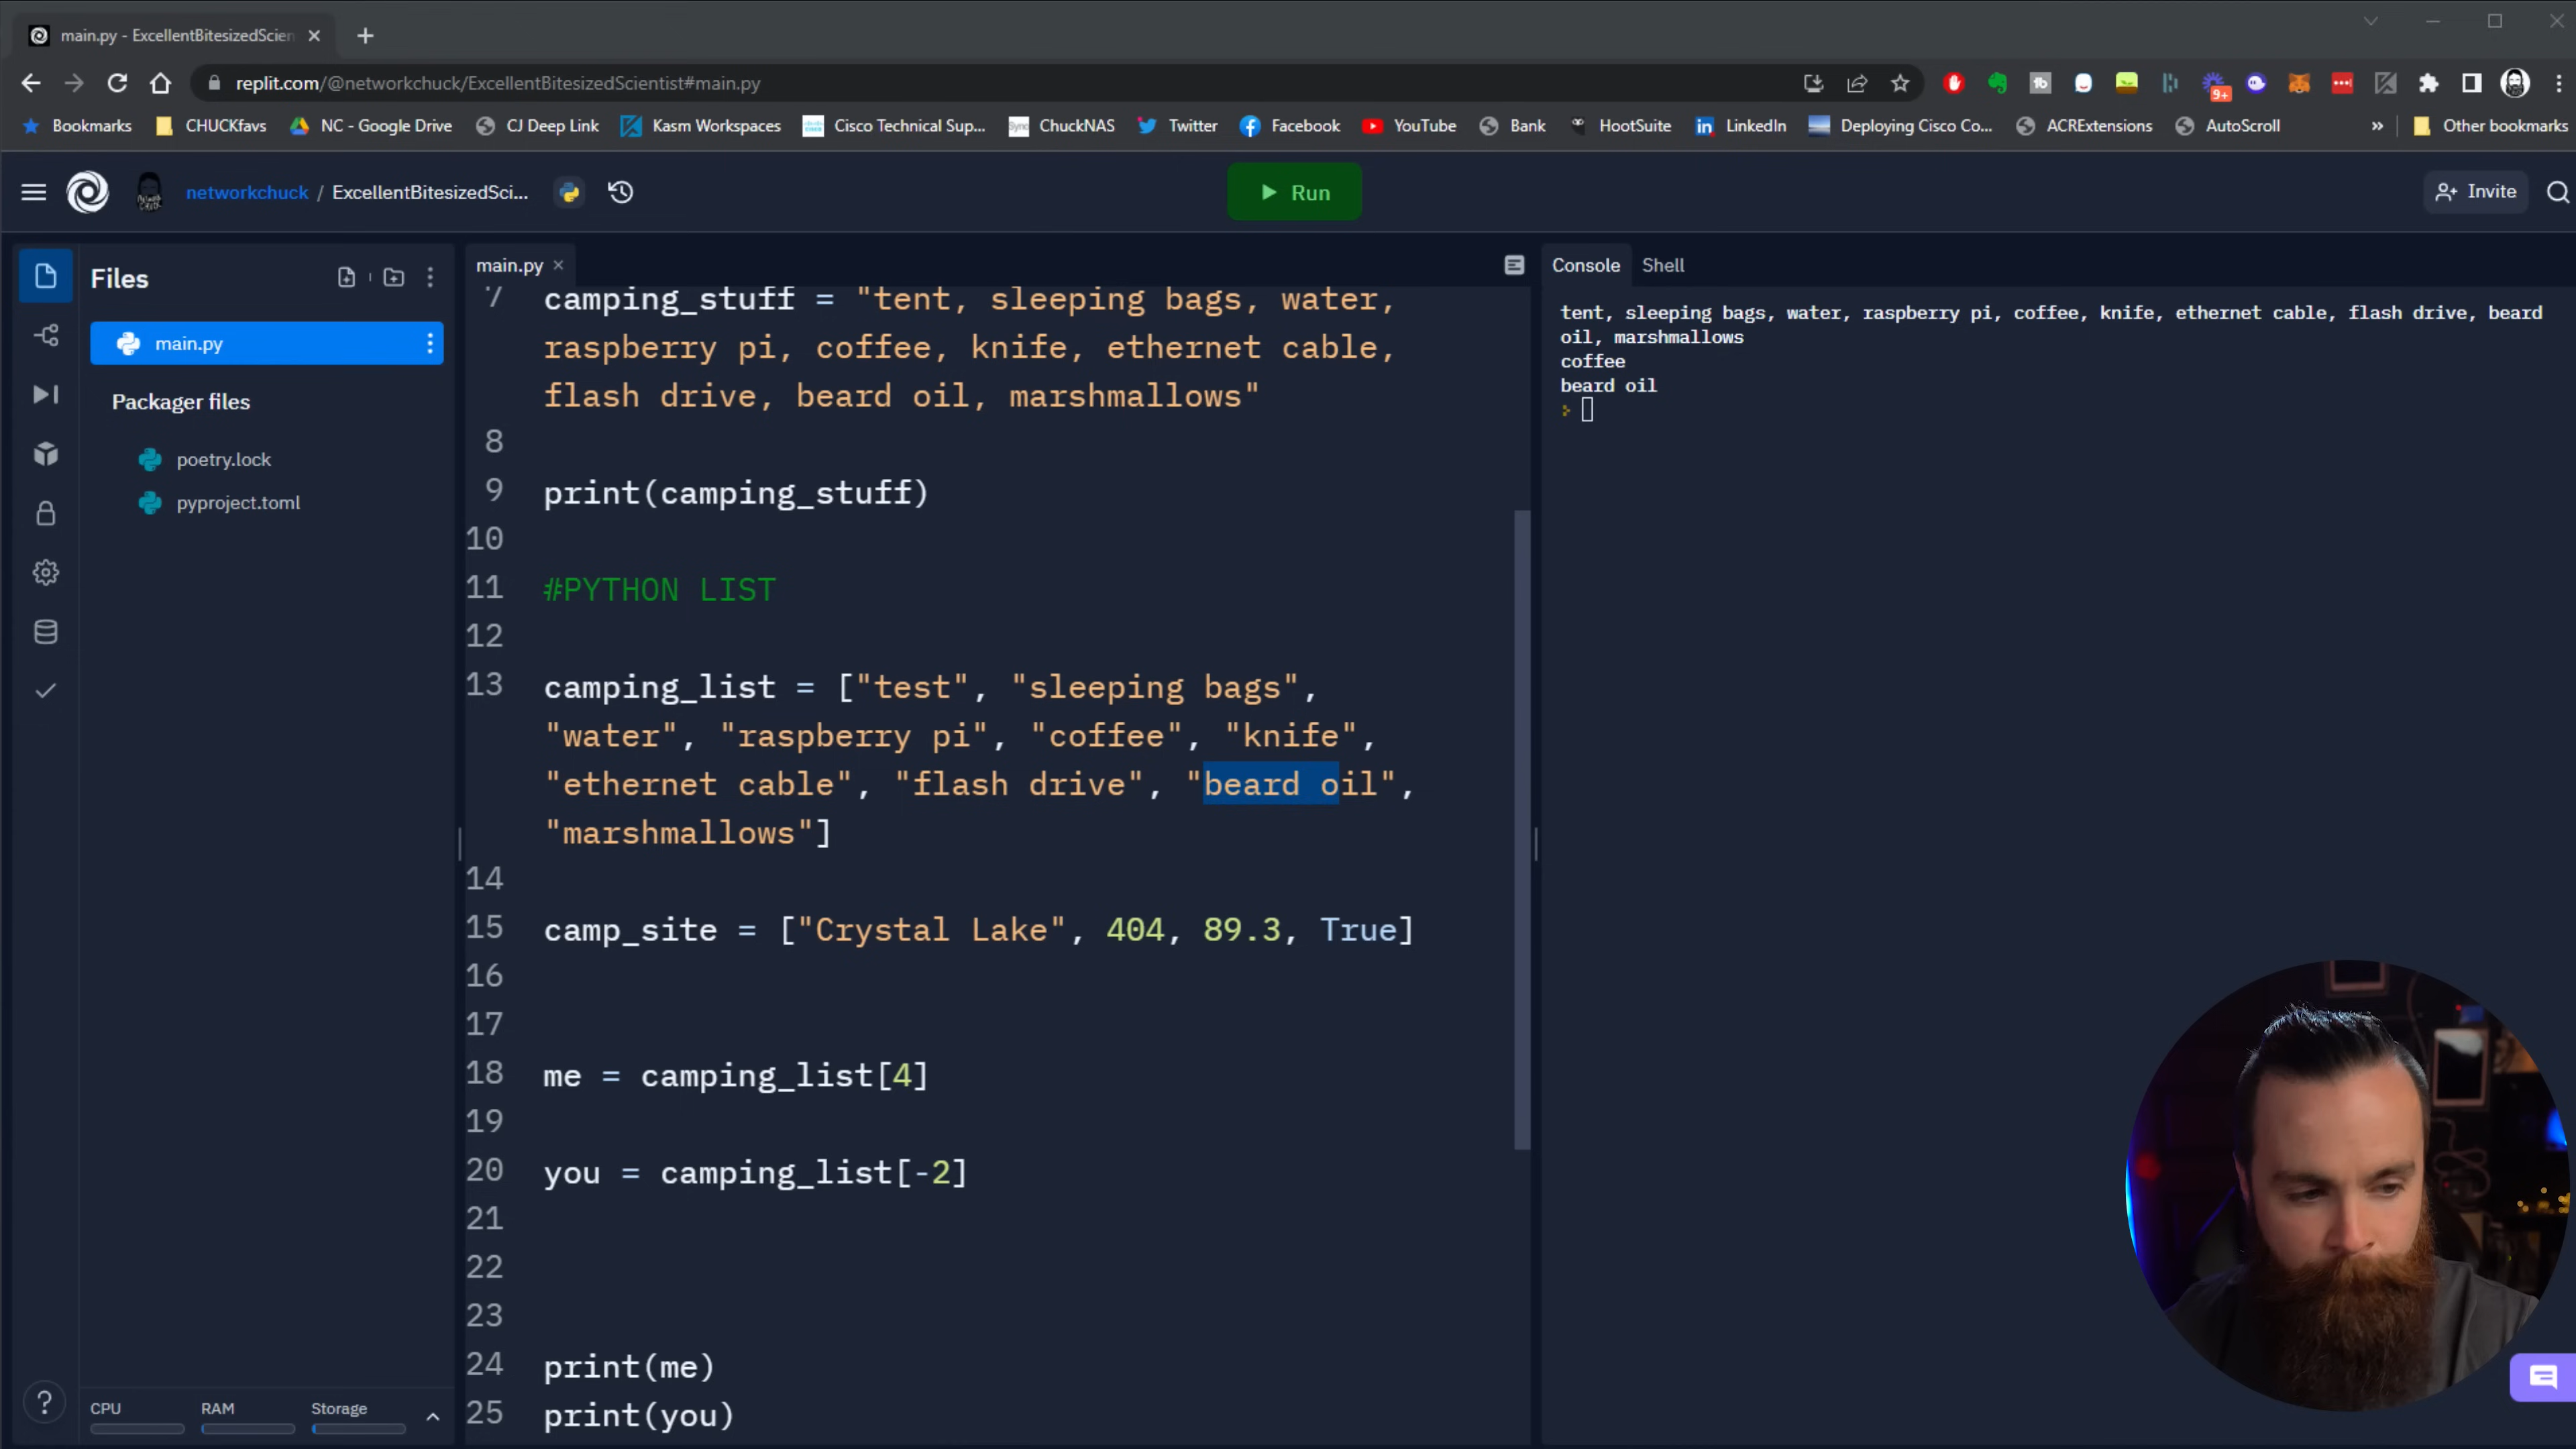 main.py - ExcellentBitesizedScien
replit.com/@networkchuck/ExcellentBitesizedScientist#main.py
9+
Bookmarks CHUCKfavs NC - Google Drive CJ Deep Link Kasm Workspaces Cisco Technical Sup... ChuckNAS Twitter Facebook YouTube Bank HootSuite LinkedIn Deploying Cisco Co... ACRExtensions AutoScroll » Other bookmarks
networkchuck / ExcellentBitesizedSci... Run Invite
Files
main.py
Packager files
poetry.lock
pyproject.toml
CPU RAM Storage
main.py
7 camping_stuff = "tent, sleeping bags, water,
raspberry pi, coffee, knife, ethernet cable,
flash drive, beard oil, marshmallows"
8
9 print(camping_stuff)
10
11 #PYTHON LIST
12
13 camping_list = ["test", "sleeping bags",
"water", "raspberry pi", "coffee", "knife",
"ethernet cable", "flash drive", "beard oil",
"marshmallows"]
14
15 camp_site = ["Crystal Lake", 404, 89.3, True]
16
17
18 me = camping_list[4]
19
20 you = camping_list[-2]
21
22
23
24 print(me)
25 print(you)
Console Shell
tent, sleeping bags, water, raspberry pi, coffee, knife, ethernet cable, flash drive, beard
oil, marshmallows
coffee
beard oil